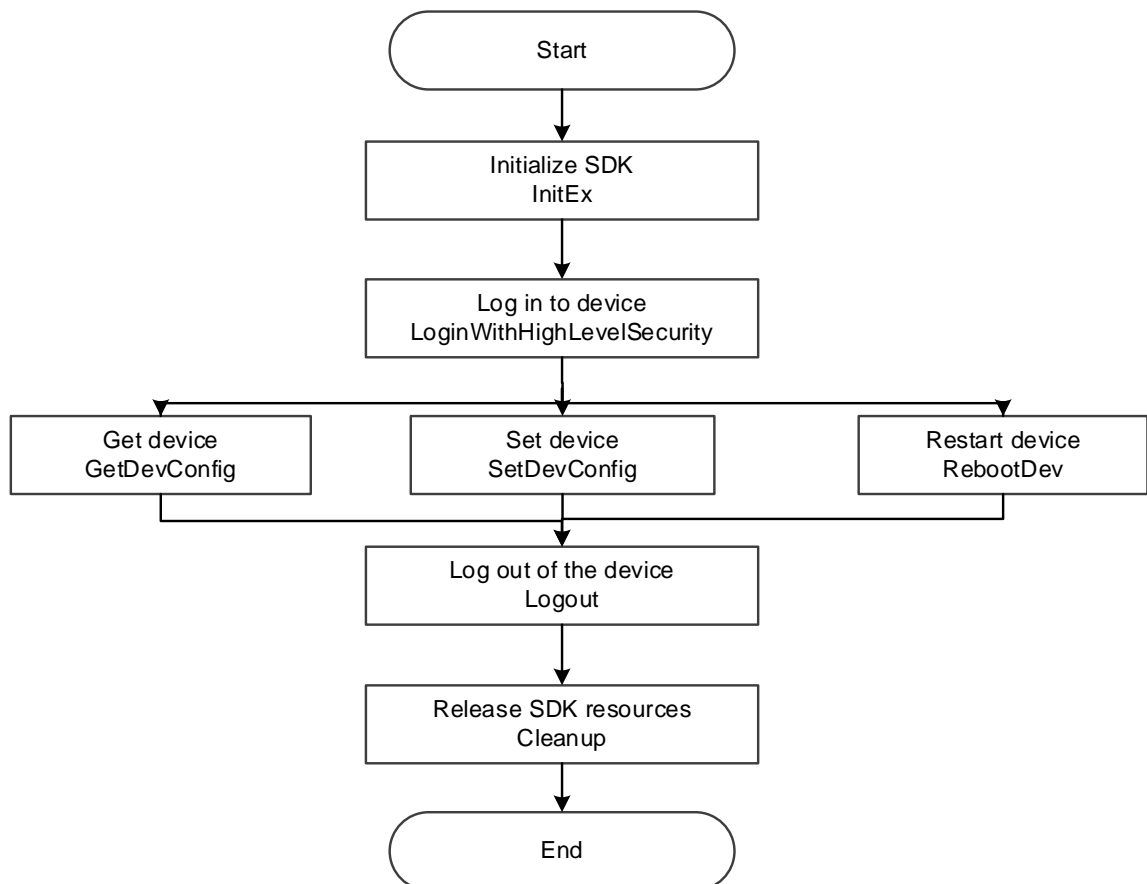 Start
Initialize SDK
InitEx
Log in to device
LoginWithHighLevelSecurity
Get device
GetDevConfig
Set device
SetDevConfig
Restart device
RebootDev
Log out of the device
Logout
Release SDK resources
Cleanup
End